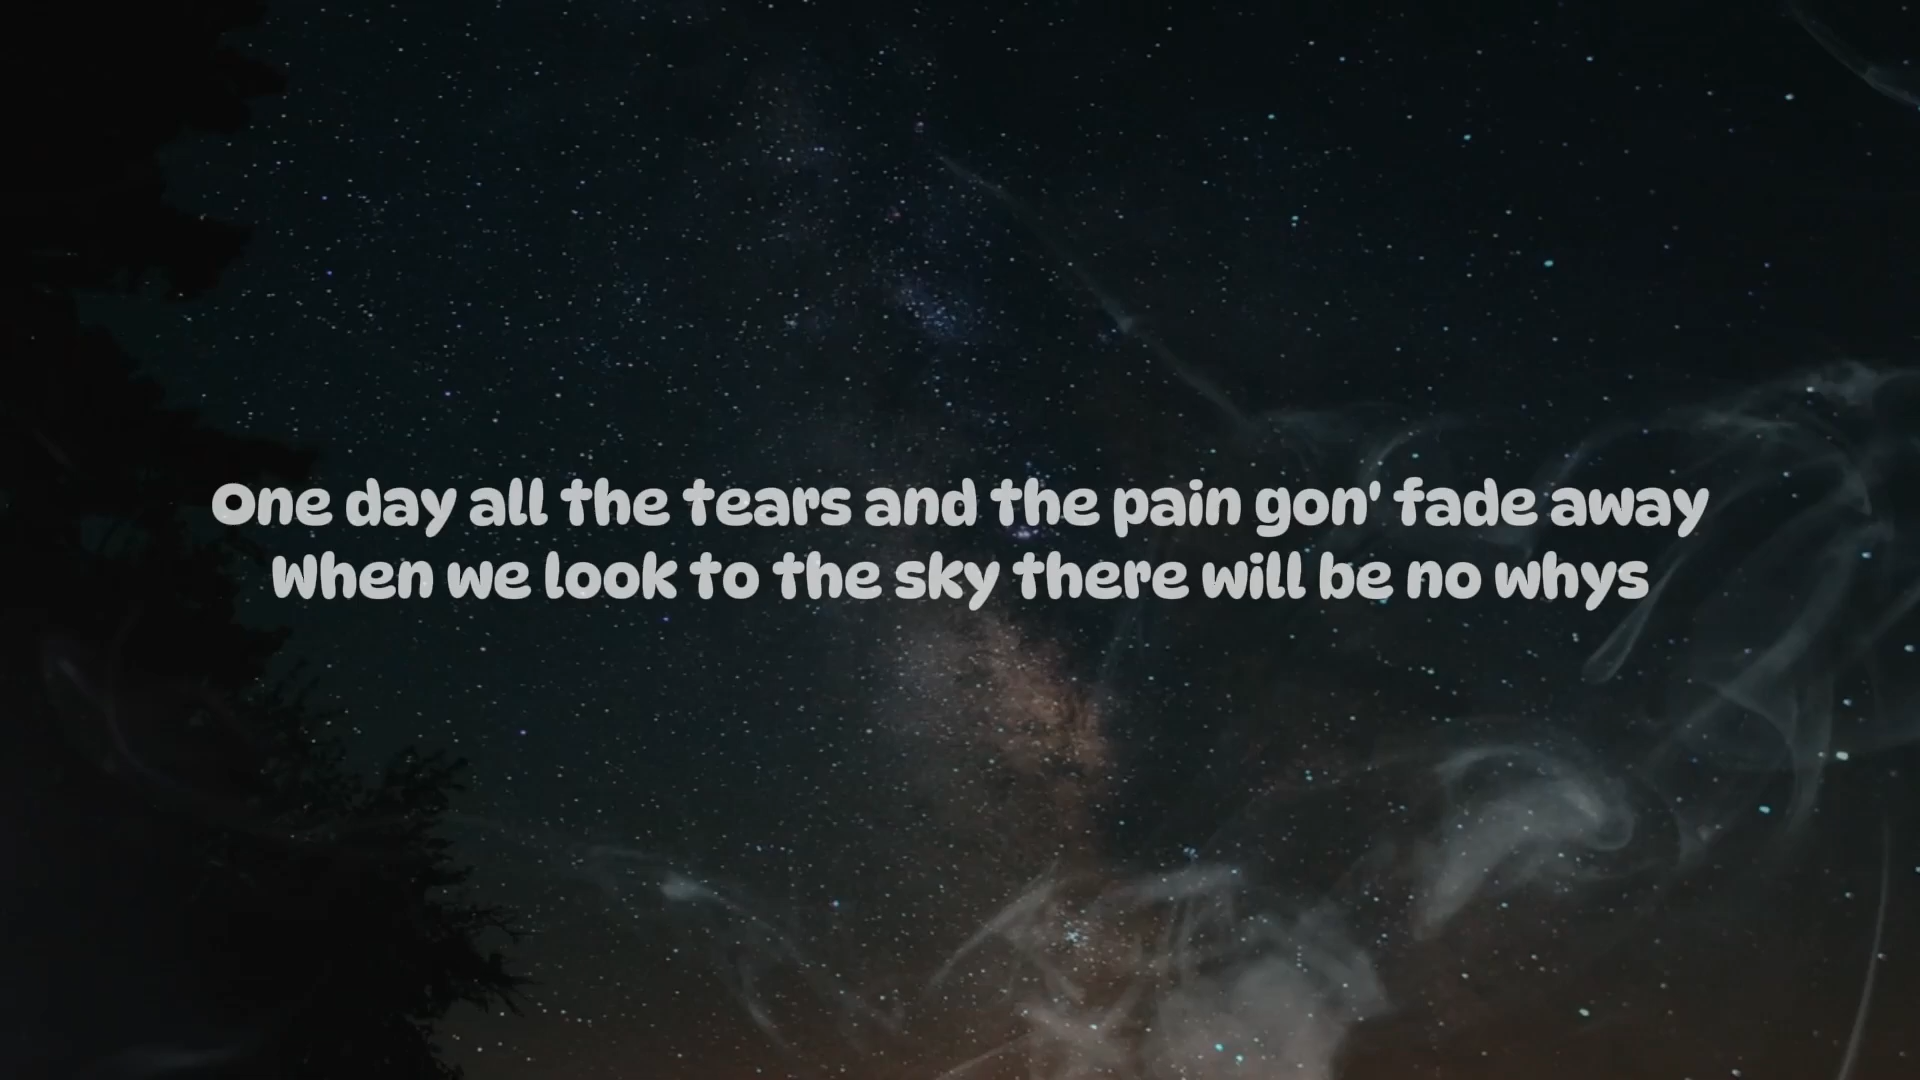 One day all the tears and the pain gon' fade away
When we look to the sky there will be no whys